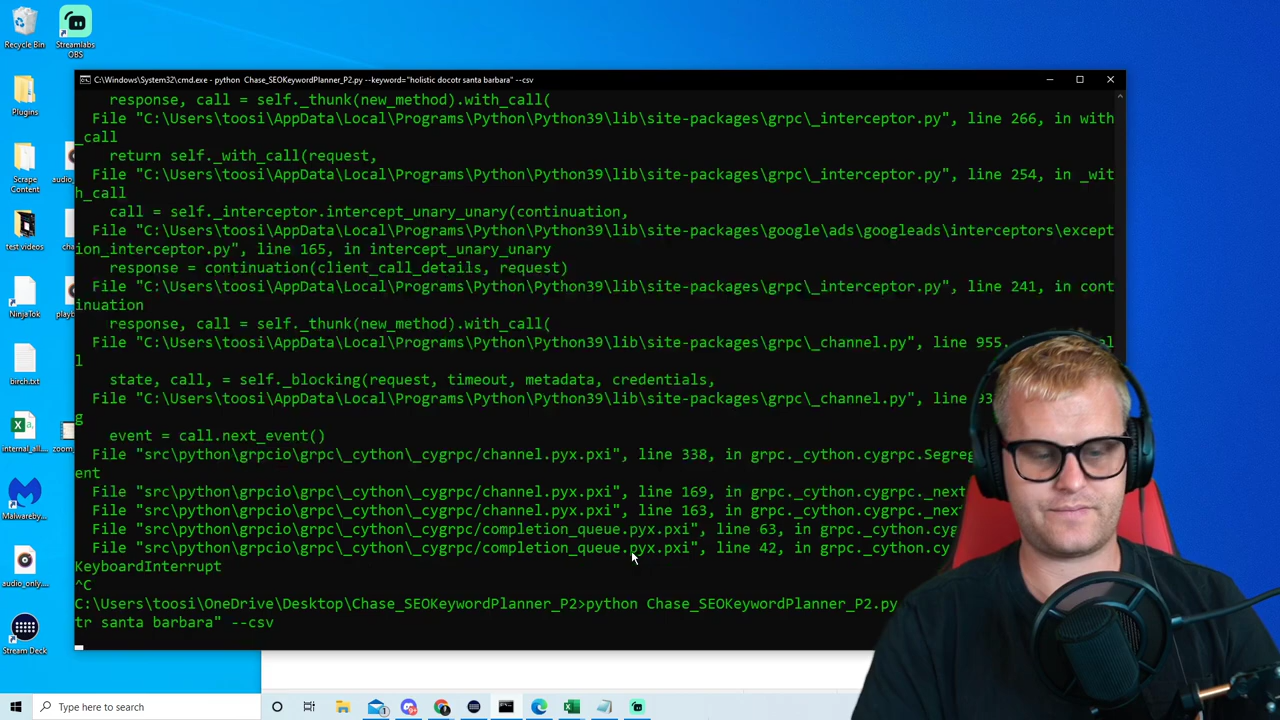 Recycle Bin
Streamlabs
OBS
Plugins
Scrape
Content
audio_
test videos
cha
NinjaTok
playb
birch.txt
internal_all...
zoom_
Malwareby...
audio_only...
Stream Deck
C:\Windows\System32\cmd.exe - python  Chase_SEOKeywordPlanner_P2.py --keyword="holistic docotr santa barbara" --csv
    response, call = self._thunk(new_method).with_call(
  File "C:\Users\toosi\AppData\Local\Programs\Python\Python39\lib\site-packages\grpc\_interceptor.py", line 266, in with
_call
    return self._with_call(request,
  File "C:\Users\toosi\AppData\Local\Programs\Python\Python39\lib\site-packages\grpc\_interceptor.py", line 254, in _wit
h_call
    call = self._interceptor.intercept_unary_unary(continuation,
  File "C:\Users\toosi\AppData\Local\Programs\Python\Python39\lib\site-packages\google\ads\googleads\interceptors\except
ion_interceptor.py", line 165, in intercept_unary_unary
    response = continuation(client_call_details, request)
  File "C:\Users\toosi\AppData\Local\Programs\Python\Python39\lib\site-packages\grpc\_interceptor.py", line 241, in cont
inuation
    response, call = self._thunk(new_method).with_call(
  File "C:\Users\toosi\AppData\Local\Programs\Python\Python39\lib\site-packages\grpc\_channel.py", line 955, al
l
    state, call, = self._blocking(request, timeout, metadata, credentials,
  File "C:\Users\toosi\AppData\Local\Programs\Python\Python39\lib\site-packages\grpc\_channel.py", line 93
g
    event = call.next_event()
  File "src\python\grpcio\grpc\_cython\_cygrpc/channel.pyx.pxi", line 338, in grpc._cython.cygrpc.Segreg
ent
  File "src\python\grpcio\grpc\_cython\_cygrpc/channel.pyx.pxi", line 169, in grpc._cython.cygrpc._next
  File "src\python\grpcio\grpc\_cython\_cygrpc/channel.pyx.pxi", line 163, in grpc._cython.cygrpc._next
  File "src\python\grpcio\grpc\_cython\_cygrpc/completion_queue.pyx.pxi", line 63, in grpc._cython.cyg
  File "src\python\grpcio\grpc\_cython\_cygrpc/completion_queue.pyx.pxi", line 42, in grpc._cython.cy
KeyboardInterrupt
^C
C:\Users\toosi\OneDrive\Desktop\Chase_SEOKeywordPlanner_P2>python Chase_SEOKeywordPlanner_P2.py
tr santa barbara" --csv
Type here to search
1